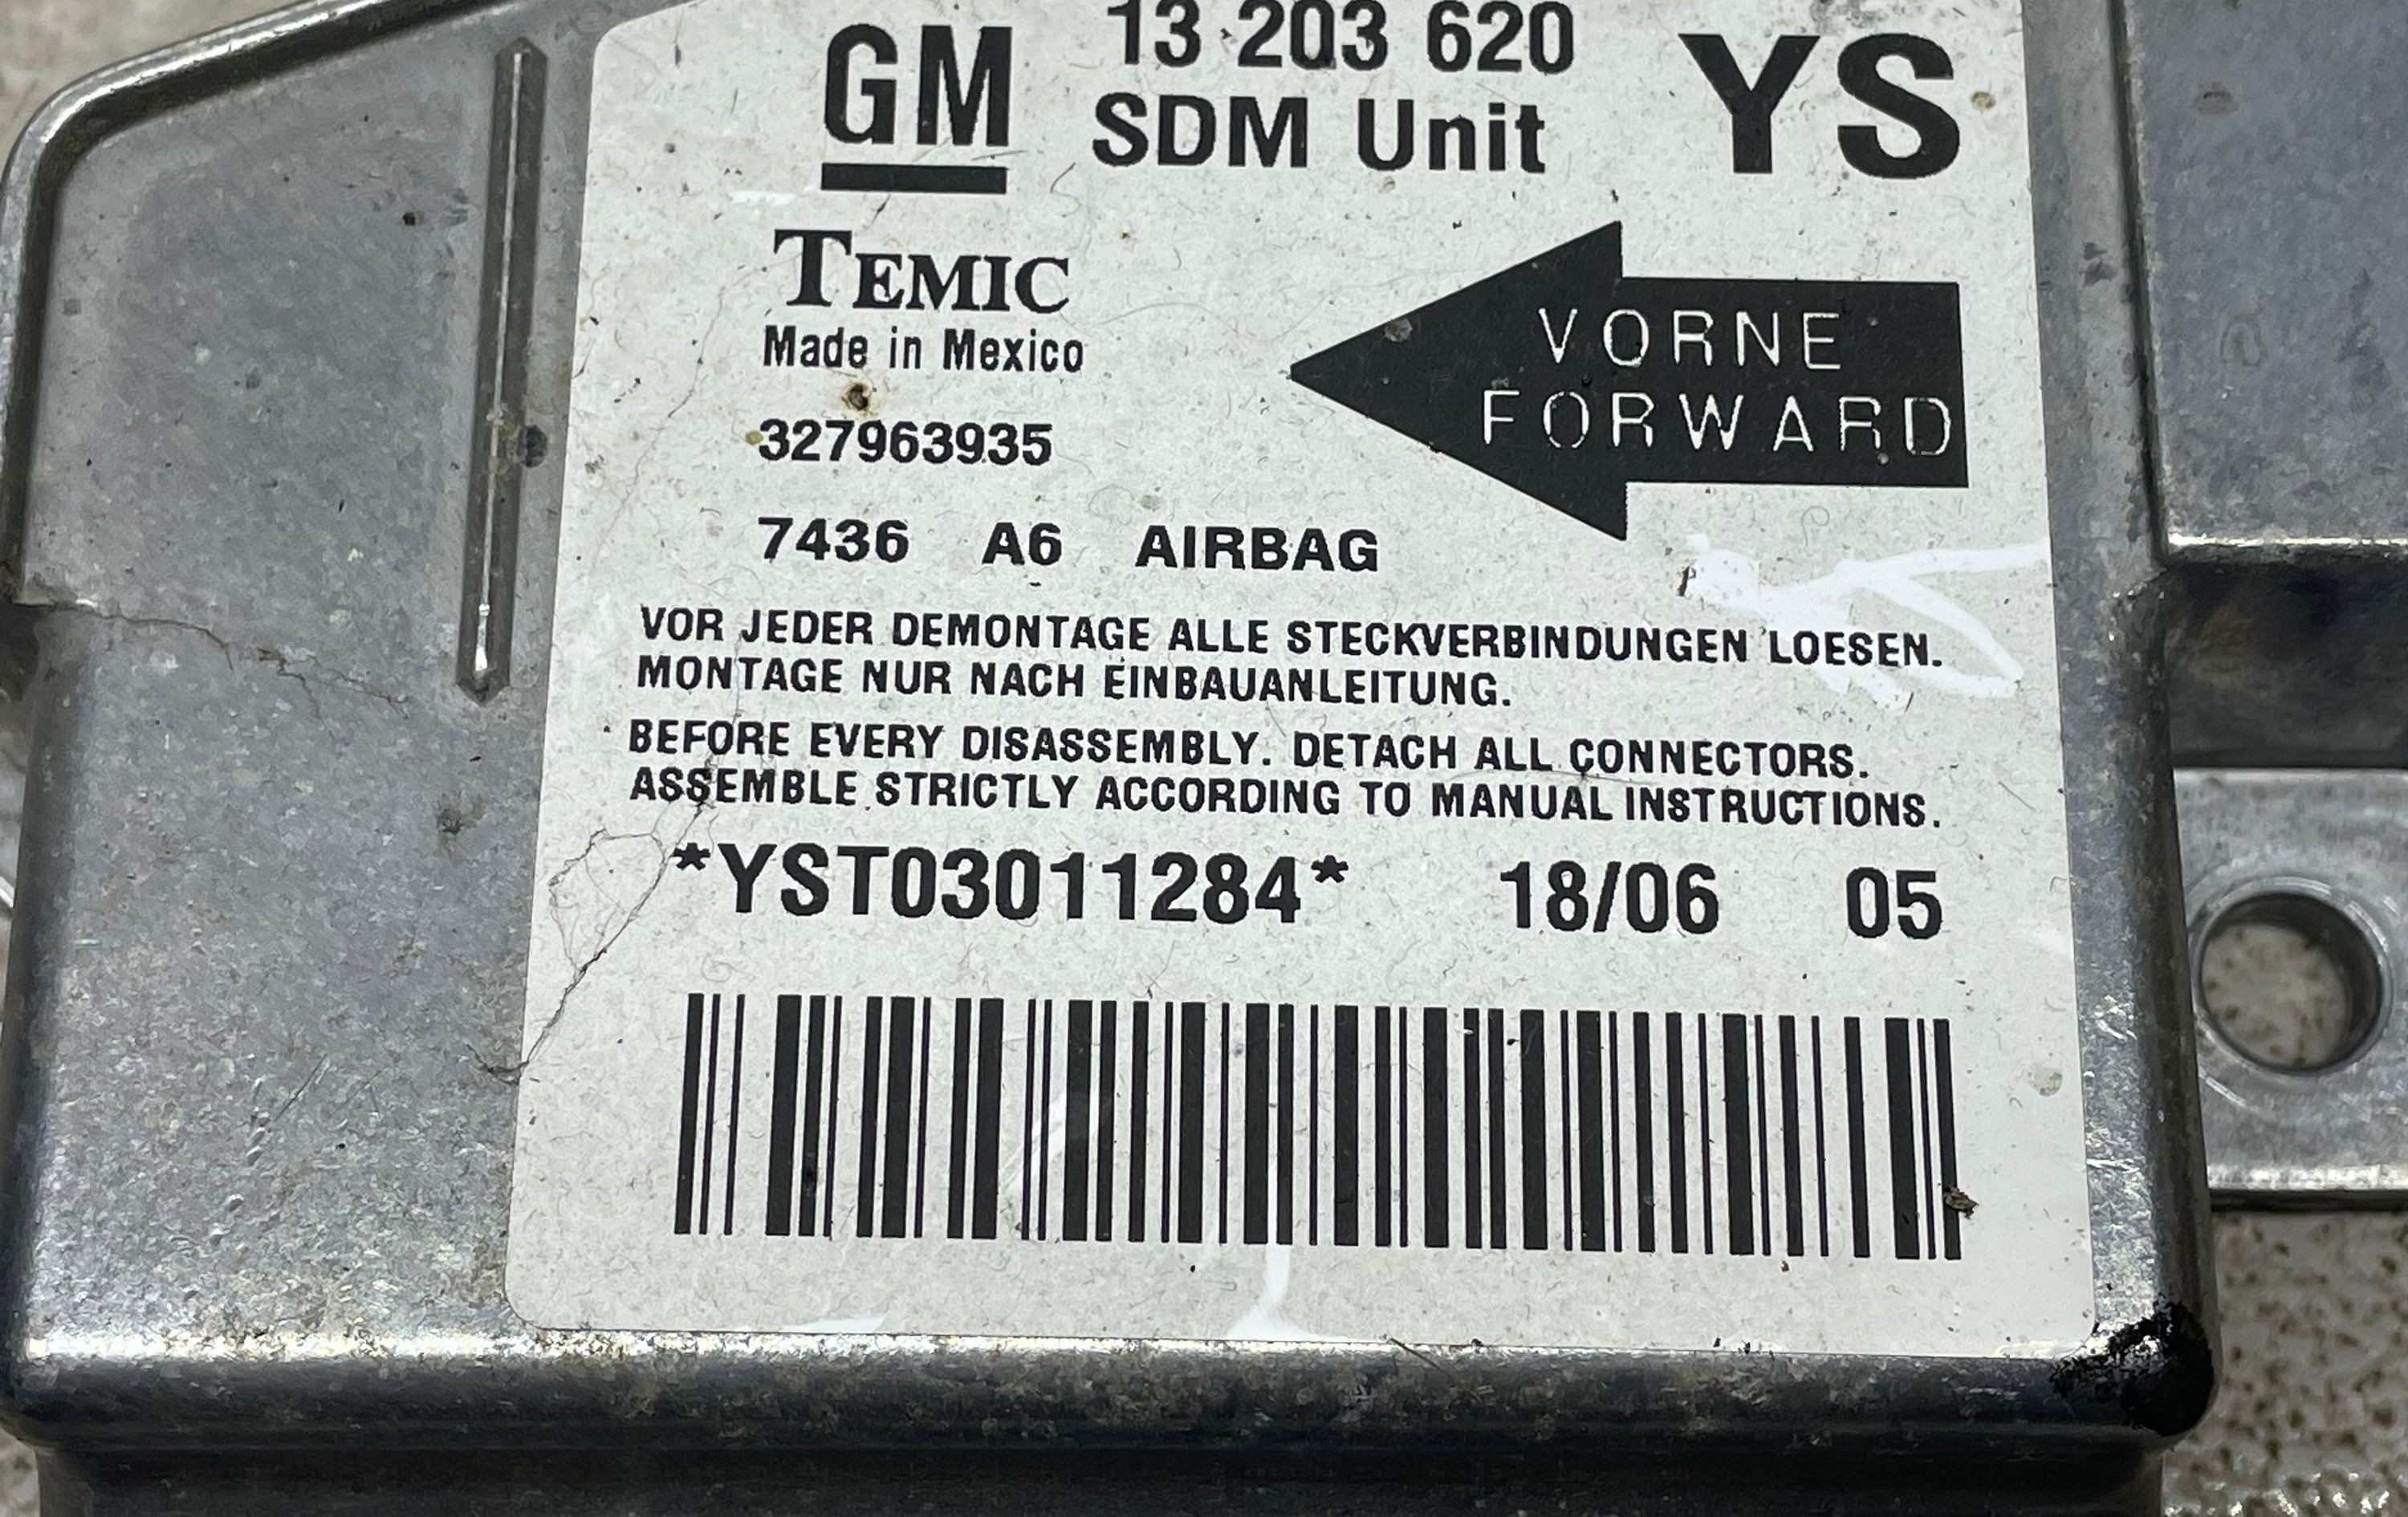 13 203 620
GM SDM Unit YS
TEMIC
Made in Mexico
VORNE
FORWARD
327963935
7436 A6 AIRBAG
VOR JEDER DEMONTAGE ALLE STECKVERBINDUNGEN LOESEN.
MONTAGE NUR NACH EINBAUANLEITUNG.
BEFORE EVERY DISASSEMBLY. DETACH ALL CONNECTORS.
ASSEMBLE STRICTLY ACCORDING TO MANUAL INSTRUCTIONS.
*YST03011284* 18/06 05